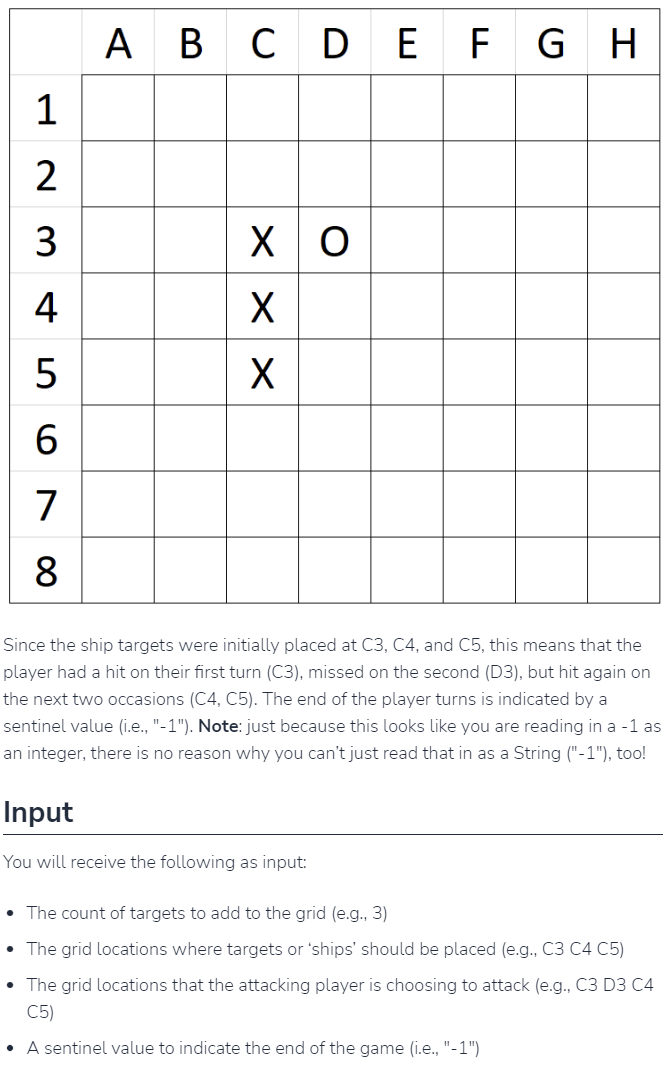 A B C D E F G H
1
2
3 X O
4 X
5 X
6
7
8
Since the ship targets were initially placed at C3, C4, and C5, this means that the
player had a hit on their first turn (C3), missed on the second (D3), but hit again on
the next two occasions (C4, C5). The end of the player turns is indicated by a
sentinel value (i.e., "-1"). Note: just because this looks like you are reading in a -1 as
an integer, there is no reason why you can't just read that in as a String ("-1"), too!
Input
You will receive the following as input:
• The count of targets to add to the grid (e.g., 3)
• The grid locations where targets or ‘ships’ should be placed (e.g., C3 C4 C5)
• The grid locations that the attacking player is choosing to attack (e.g., C3 D3 C4
C5)
• A sentinel value to indicate the end of the game (i.e., "-1")